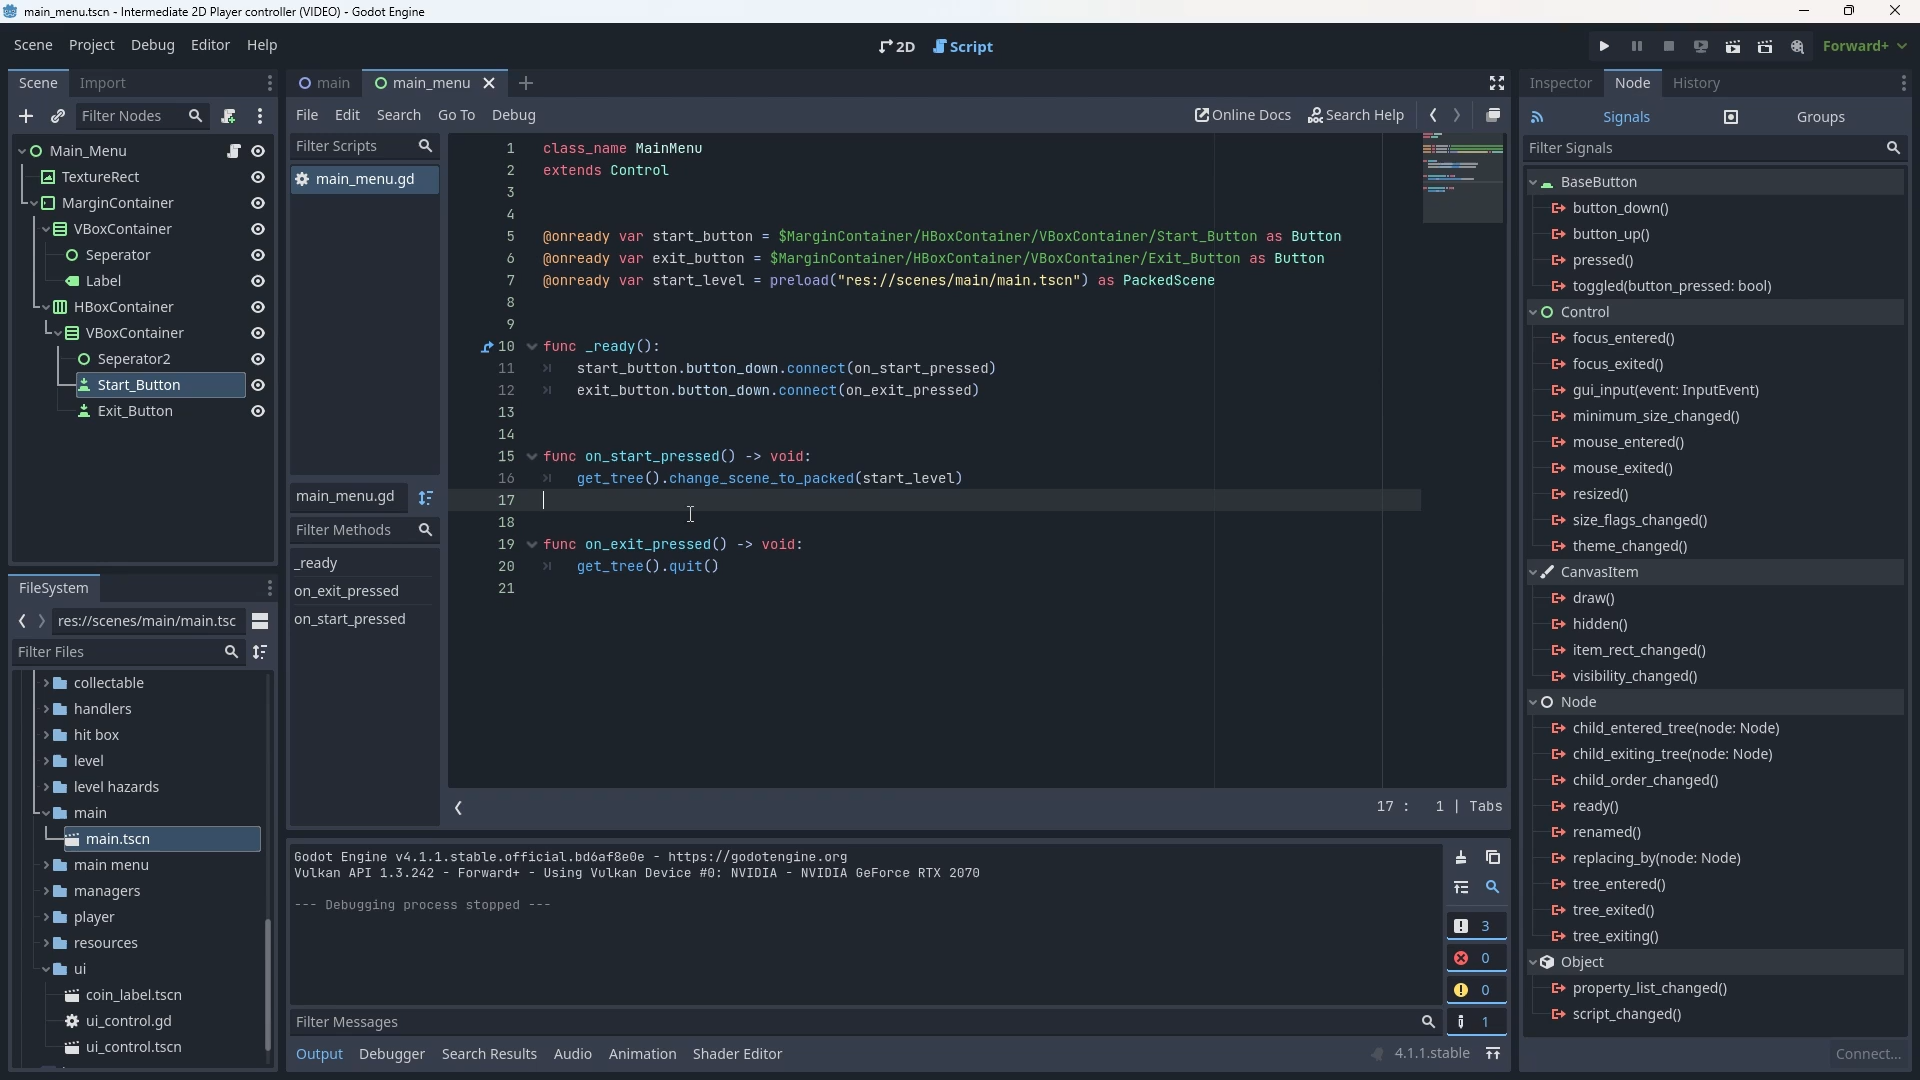 main_menu.tscn - Intermediate 2D Player controller (VIDEO) - Godot Engine
Scene Project Debug Editor Help
2D Script
Forward+
Scene Import
Filter Nodes
Main_Menu
TextureRect
MarginContainer
VBoxContainer
Seperator
Label
HBoxContainer
VBoxContainer
Seperator2
Start_Button
Exit_Button
FileSystem
res://scenes/main/main.tsc
Filter Files
collectable
handlers
hit box
level
level hazards
main
main.tscn
main menu
managers
player
resources
ui
coin_label.tscn
ui_control.gd
ui_control.tscn
main main_menu
File Edit Search Go To Debug
Online Docs Search Help
Filter Scripts
main_menu.gd
main_menu.gd
Filter Methods
_ready
on_exit_pressed
on_start_pressed
1 class_name MainMenu
2 extends Control
3
4
5 @onready var start_button = $MarginContainer/HBoxContainer/VBoxContainer/Start_Button as Button
6 @onready var exit_button = $MarginContainer/HBoxContainer/VBoxContainer/Exit_Button as Button
7 @onready var start_level = preload("res://scenes/main/main.tscn") as PackedScene
8
9
10 func _ready():
11 start_button.button_down.connect(on_start_pressed)
12 exit_button.button_down.connect(on_exit_pressed)
13
14
15 func on_start_pressed() -> void:
16 get_tree().change_scene_to_packed(start_level)
17
18
19 func on_exit_pressed() -> void:
20 get_tree().quit()
21
17 : 1 | Tabs
Godot Engine v4.1.1.stable.official.bd6af8e0e - https://godotengine.org
Vulkan API 1.3.242 - Forward+ - Using Vulkan Device #0: NVIDIA - NVIDIA GeForce RTX 2070
--- Debugging process stopped ---
3
0
0
1
Filter Messages
Output Debugger Search Results Audio Animation Shader Editor
4.1.1.stable
Inspector Node History
Signals Groups
Filter Signals
BaseButton
button_down()
button_up()
pressed()
toggled(button_pressed: bool)
Control
focus_entered()
focus_exited()
gui_input(event: InputEvent)
minimum_size_changed()
mouse_entered()
mouse_exited()
resized()
size_flags_changed()
theme_changed()
CanvasItem
draw()
hidden()
item_rect_changed()
visibility_changed()
Node
child_entered_tree(node: Node)
child_exiting_tree(node: Node)
child_order_changed()
ready()
renamed()
replacing_by(node: Node)
tree_entered()
tree_exited()
tree_exiting()
Object
property_list_changed()
script_changed()
Connect...